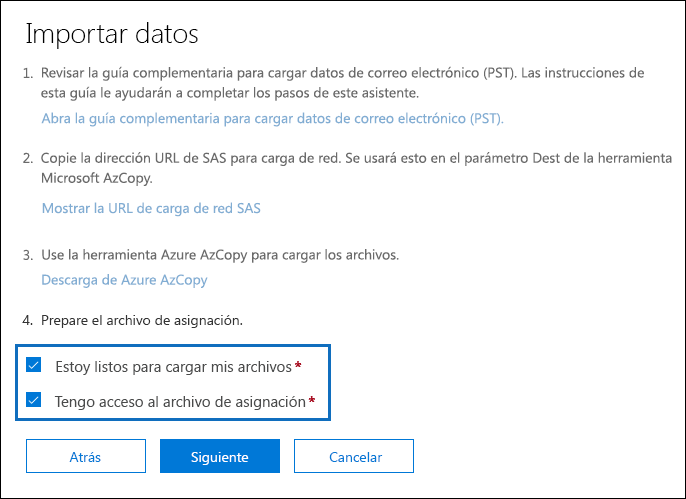 Importar datos
1. Revisar la guía complementaria para cargar datos de correo electrónico (PST). Las instrucciones de
esta guía le ayudarán a completar los pasos de este asistente.
Abra la guía complementaria para cargar datos de correo electrónico (PST).
2. Copie la dirección URL de SAS para carga de red. Se usará esto en el parámetro Dest de la herramienta
Microsoft AzCopy.
Mostrar la URL de carga de red SAS
3. Use la herramienta Azure AzCopy para cargar los archivos.
Descarga de Azure AzCopy
4. Prepare el archivo de asignación.
Estoy listos para cargar mis archivos *
Tengo acceso al archivo de asignación *
Atrás Siguiente Cancelar